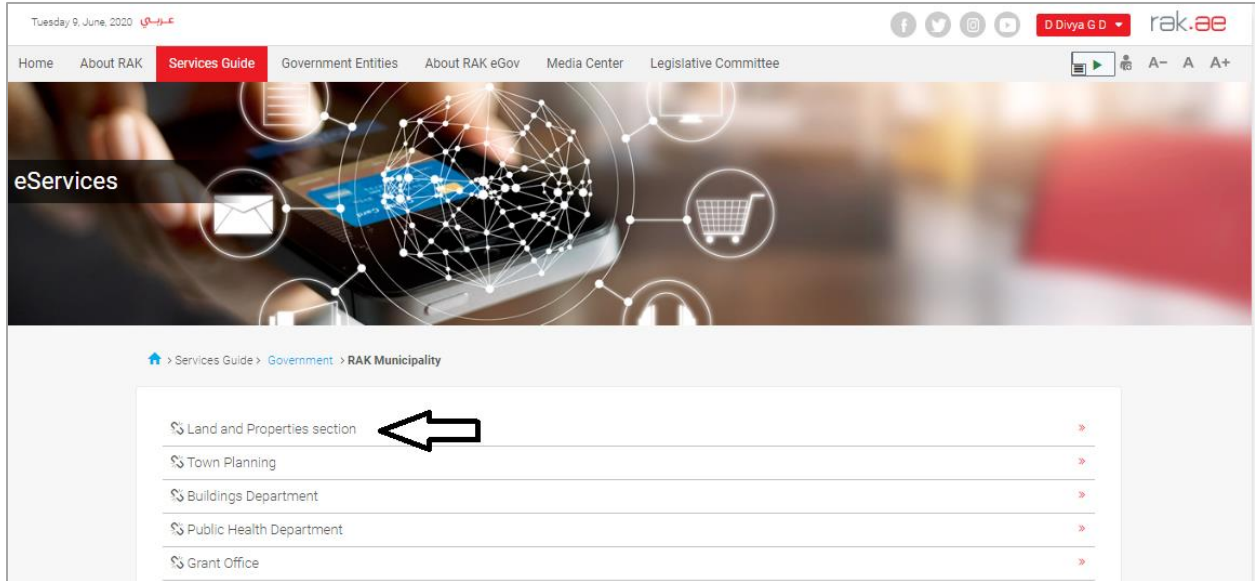 Tuesday 9, June, 2020 عـربـي
D Divya G D
rak.ae
Home About RAK Services Guide Government Entities About RAK eGov Media Center Legislative Committee A- A A+
eServices
> Services Guide > Government > RAK Municipality
Land and Properties section »
Town Planning »
Buildings Department »
Public Health Department »
Grant Office »